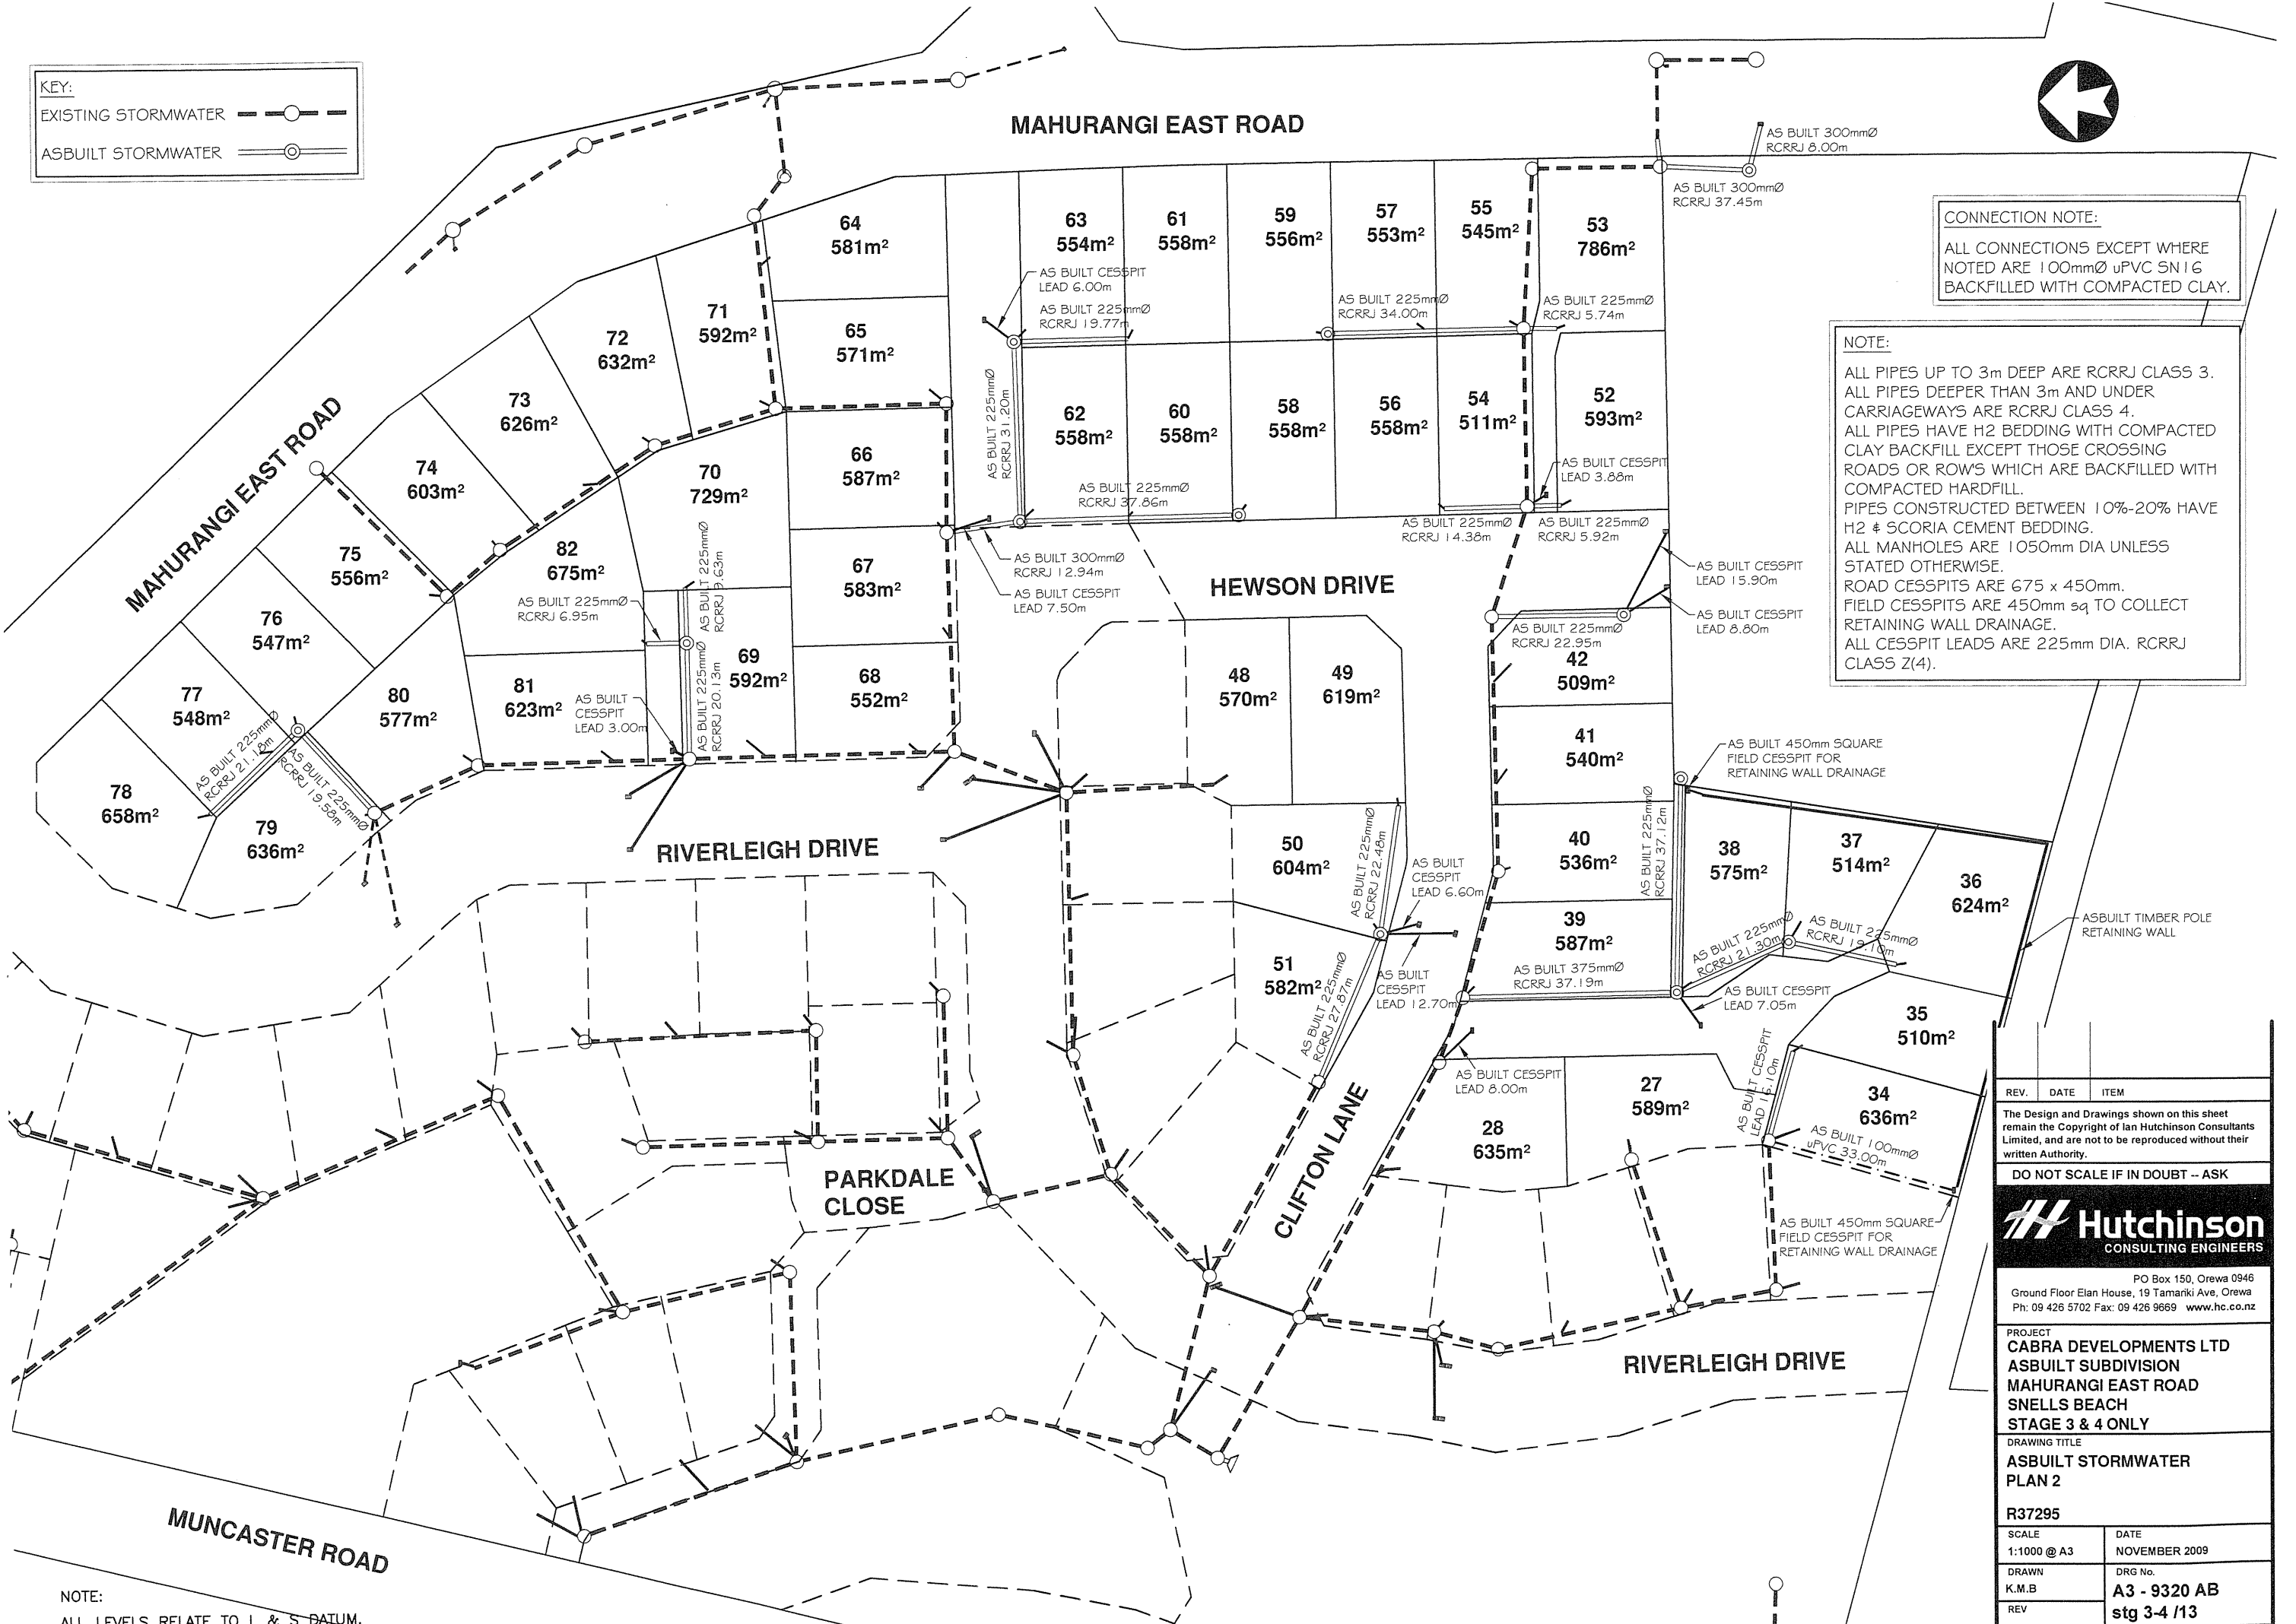 KEY:
EXISTING STORMWATER
ASBUILT STORMWATER
MAHURANGI EAST ROAD
AS BUILT 300mmØ
RCRRJ 8.00m
AS BUILT 300mmØ
RCRRJ 37.45m
CONNECTION NOTE:
ALL CONNECTIONS EXCEPT WHERE
NOTED ARE 100mmØ uPVC SN16
BACKFILLED WITH COMPACTED CLAY.
NOTE:
ALL PIPES UP TO 3m DEEP ARE RCRRJ CLASS 3.
ALL PIPES DEEPER THAN 3m AND UNDER
CARRIAGEWAYS ARE RCRRJ CLASS 4.
ALL PIPES HAVE H2 BEDDING WITH COMPACTED
CLAY BACKFILL EXCEPT THOSE CROSSING
ROADS OR ROWS WHICH ARE BACKFILLED WITH
COMPACTED HARDFILL.
PIPES CONSTRUCTED BETWEEN 10%-20% HAVE
H2 & SCORIA CEMENT BEDDING.
ALL MANHOLES ARE 1050mm DIA UNLESS
STATED OTHERWISE.
ROAD CESSPITS ARE 675 x 450mm.
FIELD CESSPITS ARE 450mm sq TO COLLECT
RETAINING WALL DRAINAGE.
ALL CESSPIT LEADS ARE 225mm DIA. RCRRJ
CLASS Z(4).
64
581m²
63
554m²
61
558m²
59
556m²
57
553m²
55
545m²
53
786m²
AS BUILT CESSPIT
LEAD 6.00m
AS BUILT 225mmØ
RCRRJ 19.77m
AS BUILT 225mmØ
RCRRJ 34.00m
AS BUILT 225mmØ
RCRRJ 5.74m
71
592m²
72
632m²
65
571m²
73
626m²
74
603m²
MAHURANGI EAST ROAD
AS BUILT 225mmØ
RCRRJ 31.20m
62
558m²
60
558m²
58
558m²
56
558m²
54
511m²
52
593m²
66
587m²
70
729m²
AS BUILT CESSPIT
LEAD 3.88m
AS BUILT 225mmØ
RCRRJ 37.86m
AS BUILT 225mmØ
RCRRJ 14.38m
AS BUILT 225mmØ
RCRRJ 5.92m
75
556m²
82
675m²
AS BUILT 225mmØ
RCRRJ 9.63m
67
583m²
AS BUILT 300mmØ
RCRRJ 12.94m
AS BUILT CESSPIT
LEAD 7.50m
HEWSON DRIVE
AS BUILT CESSPIT
LEAD 15.90m
AS BUILT CESSPIT
LEAD 8.80m
AS BUILT 225mmØ
RCRRJ 6.95m
76
547m²
AS BUILT 225mmØ
RCRRJ 22.95m
42
509m²
77
548m²
80
577m²
81
623m²
AS BUILT
CESSPIT
LEAD 3.00m
AS BUILT 225mmØ
RCRRJ 20.13m
69
592m²
68
552m²
48
570m²
49
619m²
41
540m²
AS BUILT 450mm SQUARE
FIELD CESSPIT FOR
RETAINING WALL DRAINAGE
AS BUILT 225mmØ
RCRRJ 21.18m
AS BUILT 225mmØ
RCRRJ 19.58m
78
658m²
79
636m²
RIVERLEIGH DRIVE
50
604m²
AS BUILT 225mmØ
RCRRJ 22.48m
AS BUILT
CESSPIT
LEAD 6.60m
40
536m²
AS BUILT 225mmØ
RCRRJ 37.12m
38
575m²
37
514m²
36
624m²
ASBUILT TIMBER POLE
RETAINING WALL
39
587m²
AS BUILT 375mmØ
RCRRJ 37.19m
AS BUILT 225mmØ
RCRRJ 21.30m
AS BUILT 225mmØ
RCRRJ 19.10m
51
582m²
AS BUILT 225mmØ
RCRRJ 27.87m
AS BUILT
CESSPIT
LEAD 12.70m
AS BUILT CESSPIT
LEAD 7.05m
35
510m²
AS BUILT CESSPIT
LEAD 8.00m
27
589m²
28
635m²
AS BUILT CESSPIT
34
636m²
AS BUILT 100mmØ
uPVC 33.00m
AS BUILT 450mm SQUARE
FIELD CESSPIT FOR
RETAINING WALL DRAINAGE
PARKDALE
CLOSE
CLIFTON LANE
RIVERLEIGH DRIVE
MUNCASTER ROAD
NOTE:
ALL LEVELS RELATE TO L & S DATUM.
REV. DATE ITEM
The Design and Drawings shown on this sheet
remain the Copyright of Ian Hutchinson Consultants
Limited, and are not to be reproduced without their
written Authority.
DO NOT SCALE IF IN DOUBT -- ASK
Hutchinson
CONSULTING ENGINEERS
PO Box 150, Orewa 0946
Ground Floor Elan House, 19 Tamariki Ave, Orewa
Ph: 09 426 5702 Fax: 09 426 9669 www.hc.co.nz
PROJECT
CABRA DEVELOPMENTS LTD
ASBUILT SUBDIVISION
MAHURANGI EAST ROAD
SNELLS BEACH
STAGE 3 & 4 ONLY
DRAWING TITLE
ASBUILT STORMWATER
PLAN 2
R37295
SCALE
1:1000 @ A3
DATE
NOVEMBER 2009
DRAWN
K.M.B
DRG No.
A3 - 9320 AB
stg 3-4 /13
REV